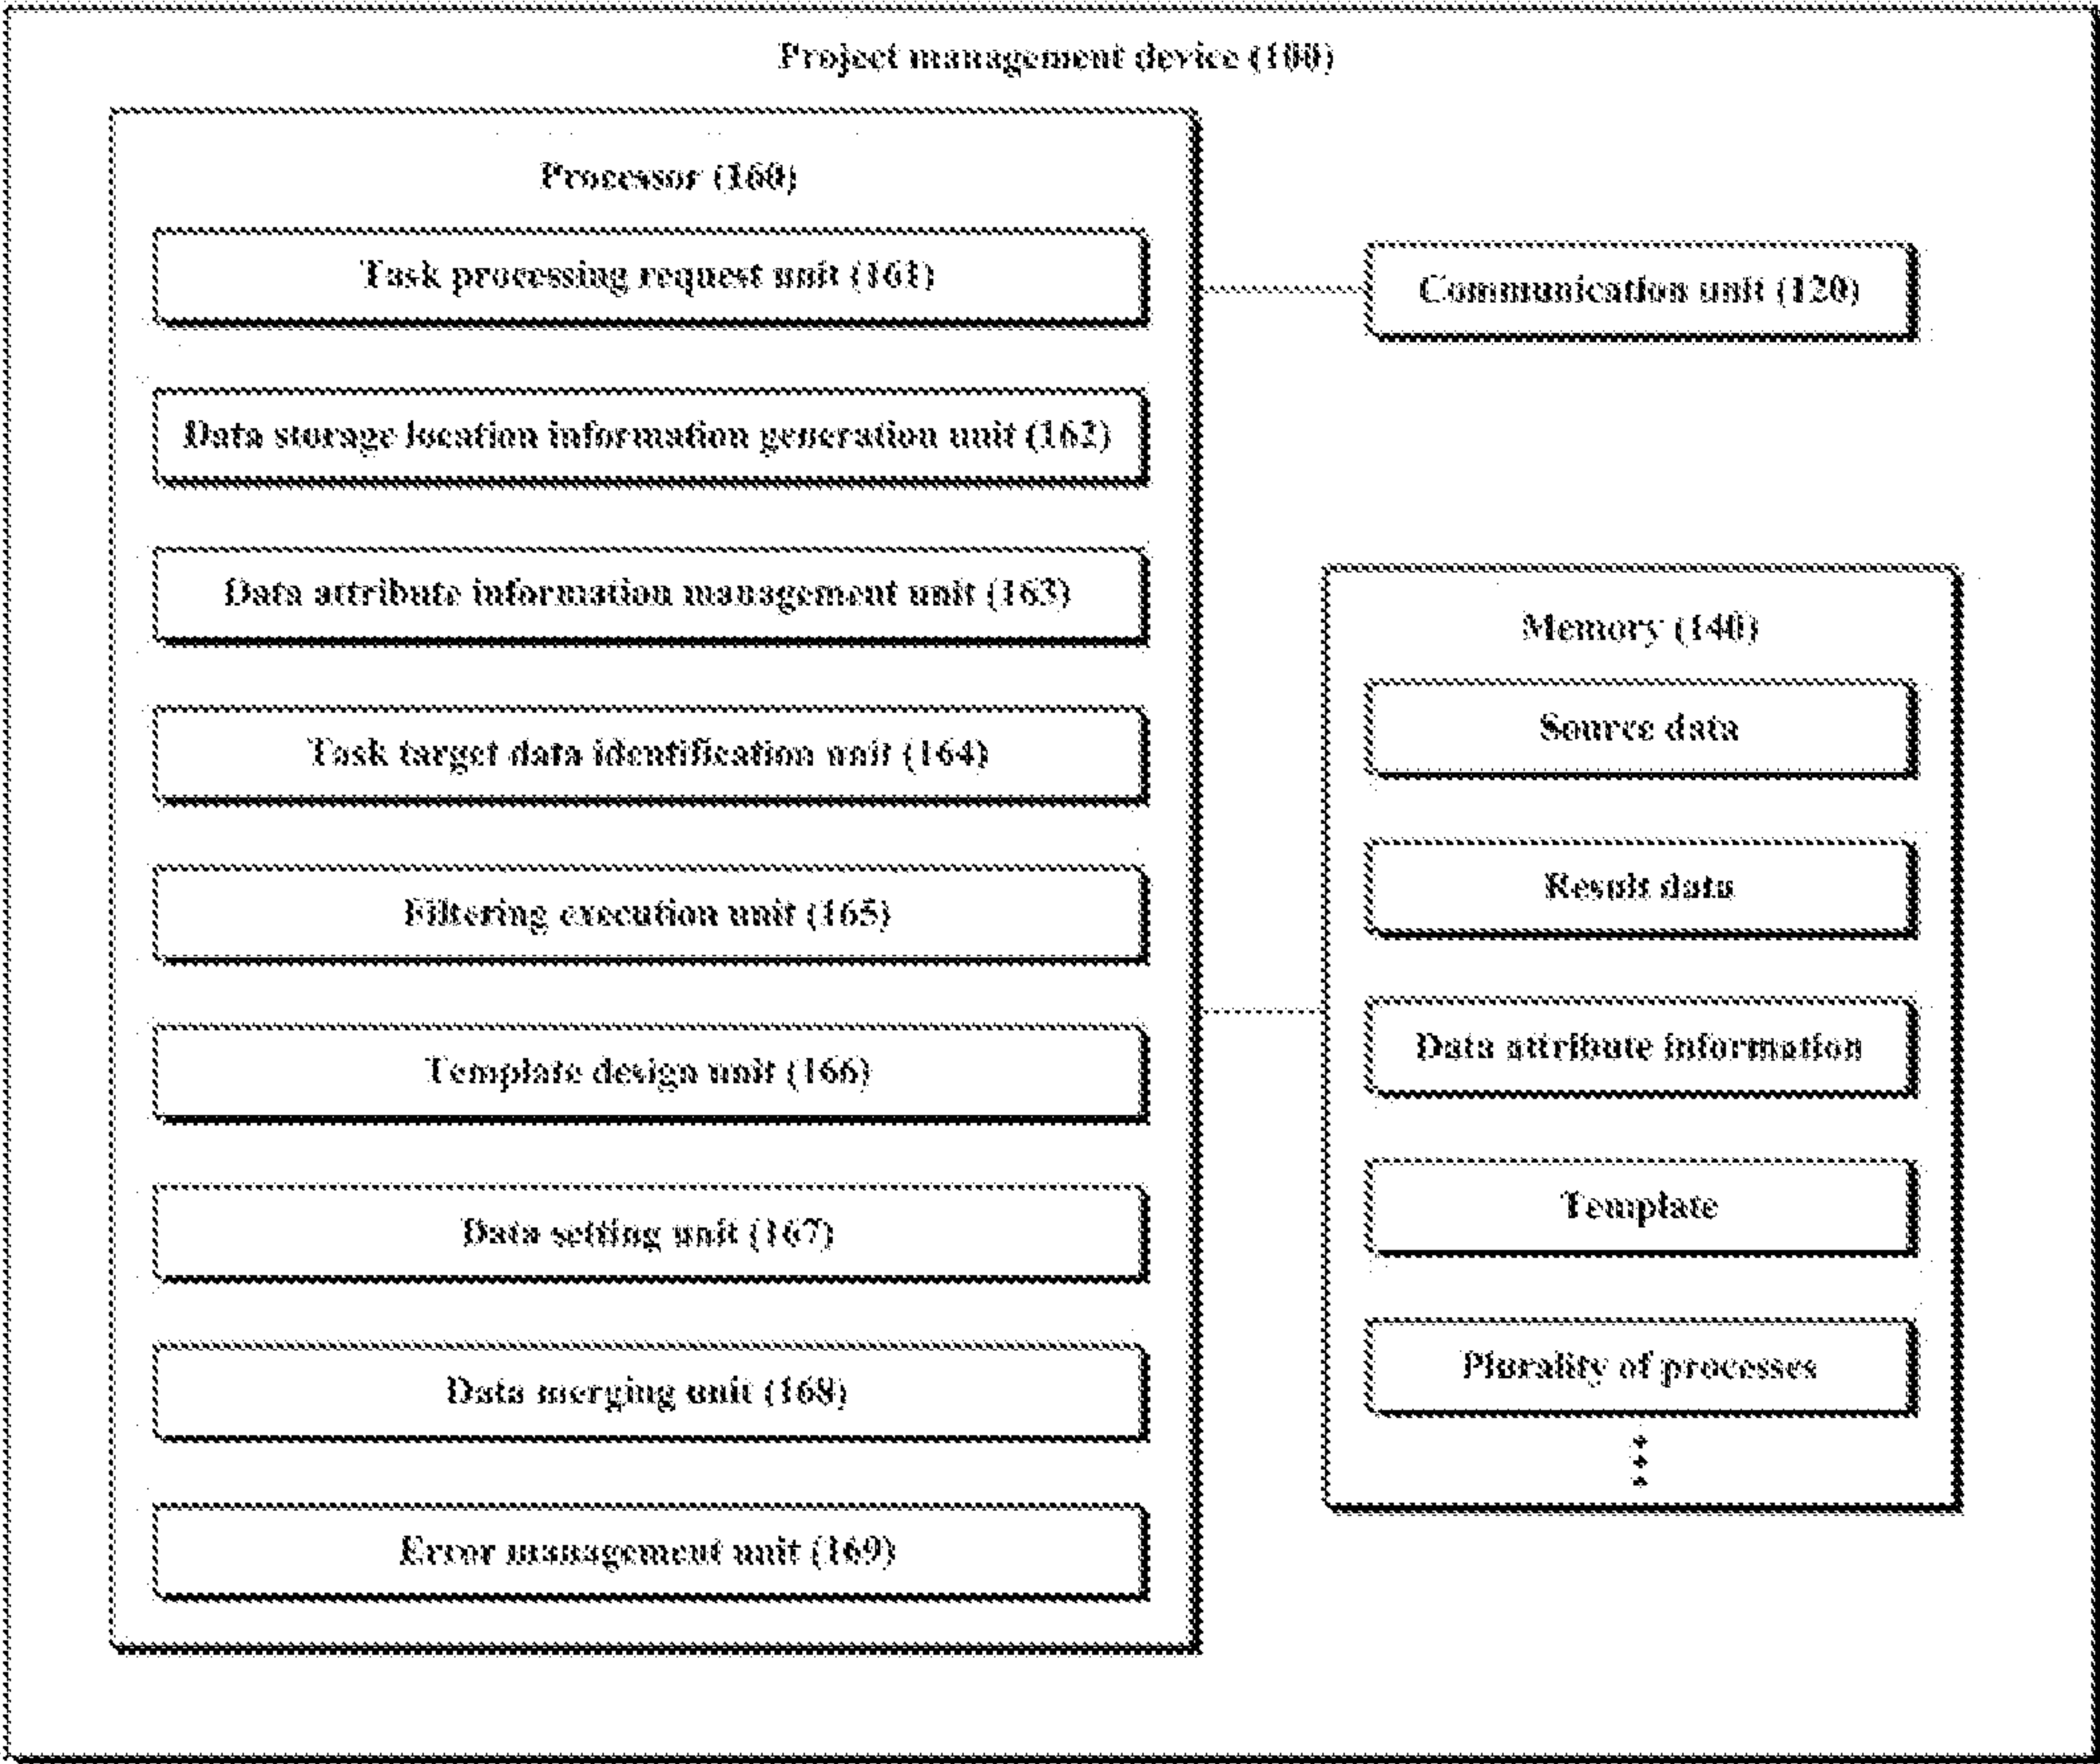 Project management device (100)
Processor (160)
Task processing request unit (161)
Data storage location information generation unit (162)
Data attribute information management unit (163)
Task target data identification unit (164)
Filtering execution unit (165)
Template design unit (166)
Data setting unit (167)
Data merging unit (168)
Error management unit (169)
Communication unit (120)
Memory (140)
Source data
Result data
Data attribute information
Template
Plurality of processes